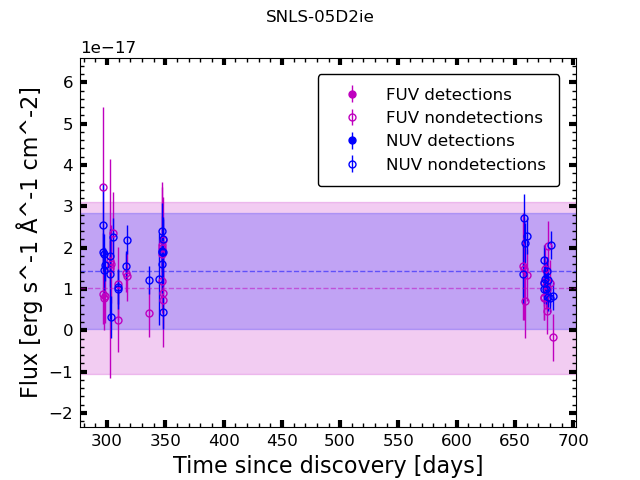 SNLS-05D2ie
1e−17
FUV detections
FUV nondetections
NUV detections
NUV nondetections
6
5
4
3
2
1
0
−1
−2
Flux [erg s^-1 Å^-1 cm^-2]
300 350 400 450 500 550 600 650 700
Time since discovery [days]